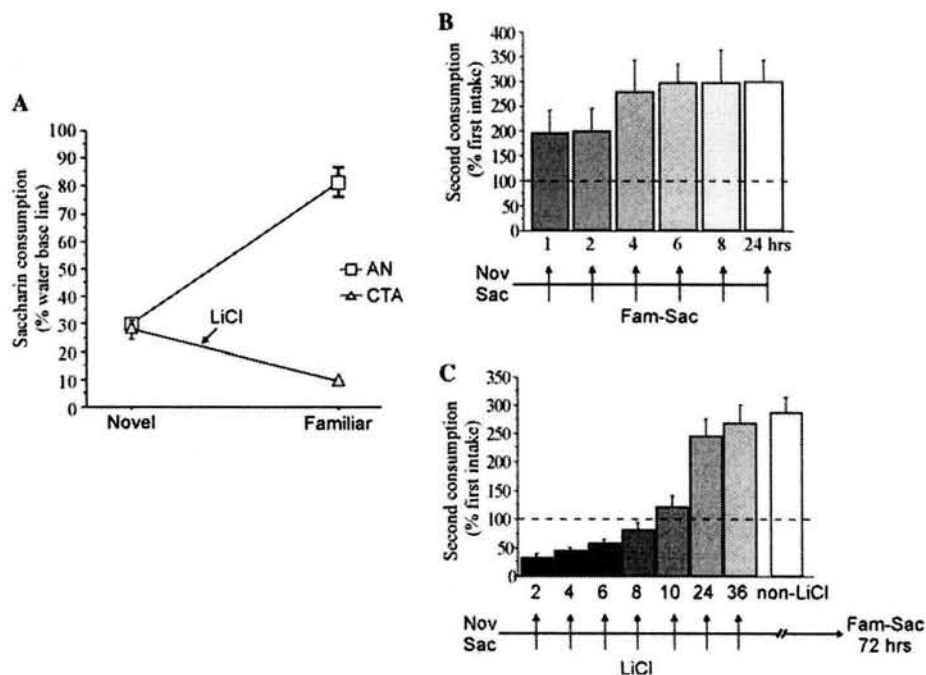 A
Saccharin consumption
(% water base line)
100
90
80
70
60
50
40
30
20
10
0
LiCl
AN
CTA
Novel Familiar
B
Second consumption
(% first intake)
400
350
300
250
200
150
100
50
0
1 2 4 6 8 24 hrs
Nov
Sac
Fam-Sac
C
Second consumption
(% first intake)
350
300
250
200
150
100
50
0
2 4 6 8 10 24 36 non-LiCl
Nov
Sac
LiCl
Fam-Sac
72 hrs